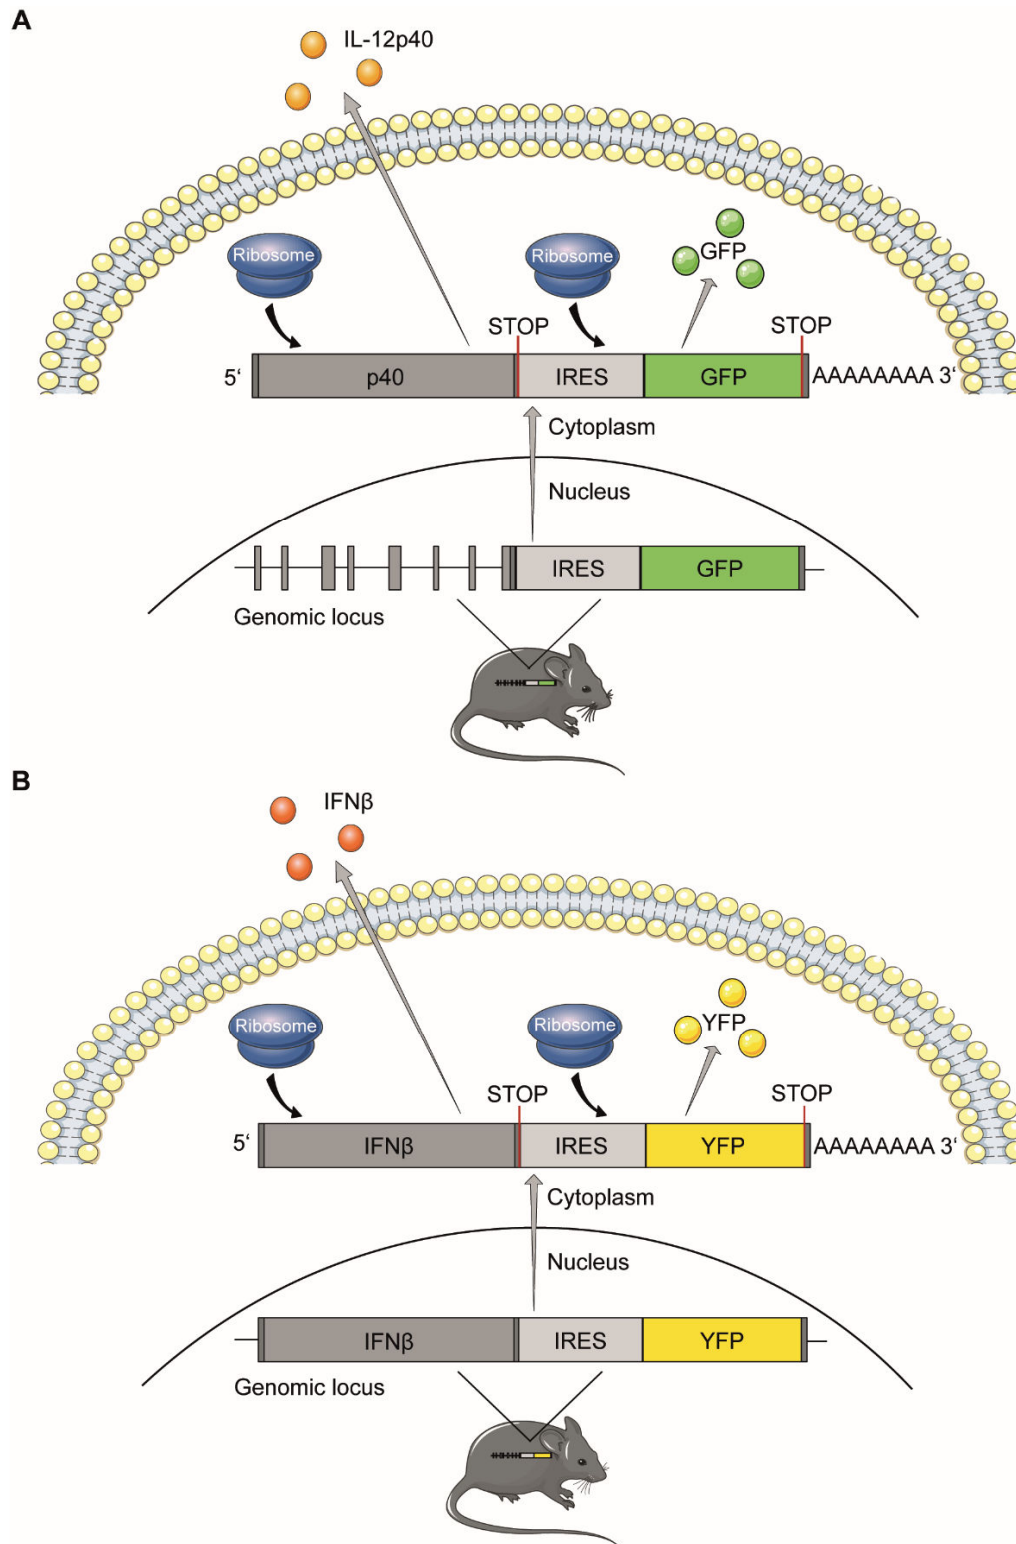 A
IL-12p40
Ribosome
Ribosome
GFP
STOP
STOP
5‘
p40
IRES
GFP
AAAAAAAA 3‘
Cytoplasm
Nucleus
IRES
GFP
Genomic locus
B
IFNβ
Ribosome
Ribosome
YFP
STOP
STOP
5‘
IFNβ
IRES
YFP
AAAAAAAA 3‘
Cytoplasm
Nucleus
IFNβ
IRES
YFP
Genomic locus